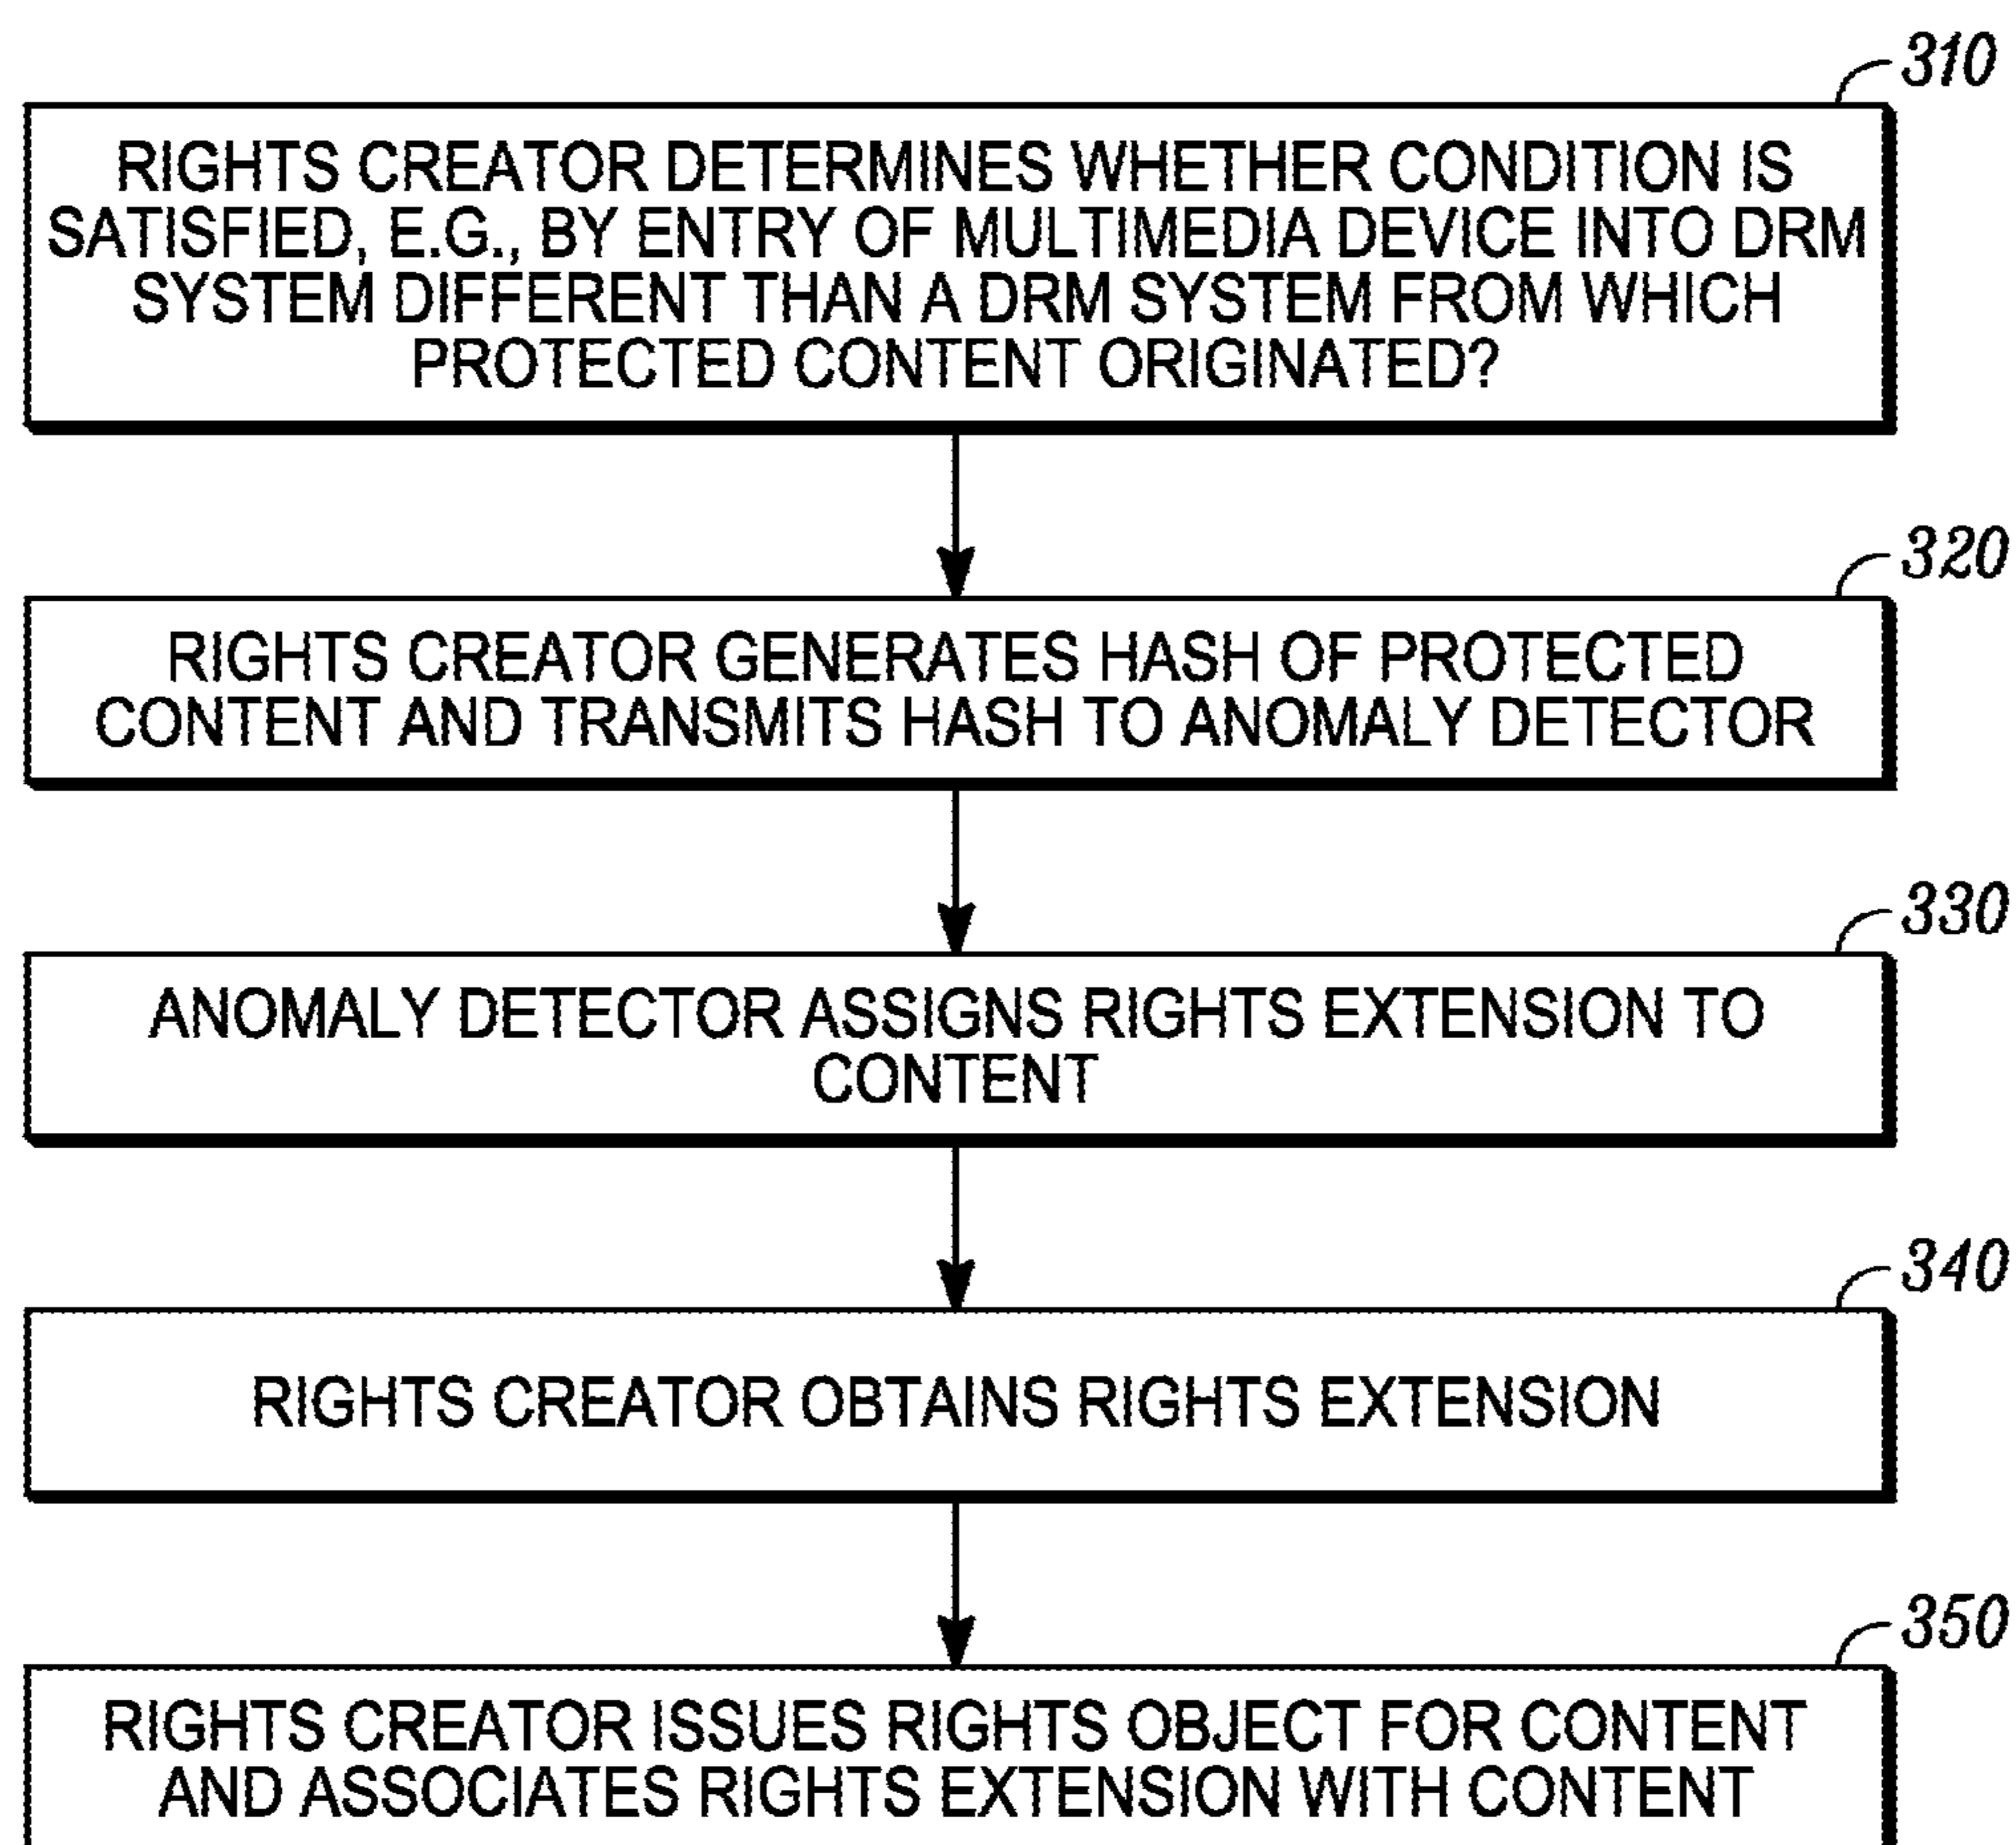 310
RIGHTS CREATOR DETERMINES WHETHER CONDITION IS
SATISFIED, E.G., BY ENTRY OF MULTIMEDIA DEVICE INTO DRM
SYSTEM DIFFERENT THAN A DRM SYSTEM FROM WHICH
PROTECTED CONTENT ORIGINATED?
320
RIGHTS CREATOR GENERATES HASH OF PROTECTED
CONTENT AND TRANSMITS HASH TO ANOMALY DETECTOR
330
ANOMALY DETECTOR ASSIGNS RIGHTS EXTENSION TO
CONTENT
340
RIGHTS CREATOR OBTAINS RIGHTS EXTENSION
350
RIGHTS CREATOR ISSUES RIGHTS OBJECT FOR CONTENT
AND ASSOCIATES RIGHTS EXTENSION WITH CONTENT